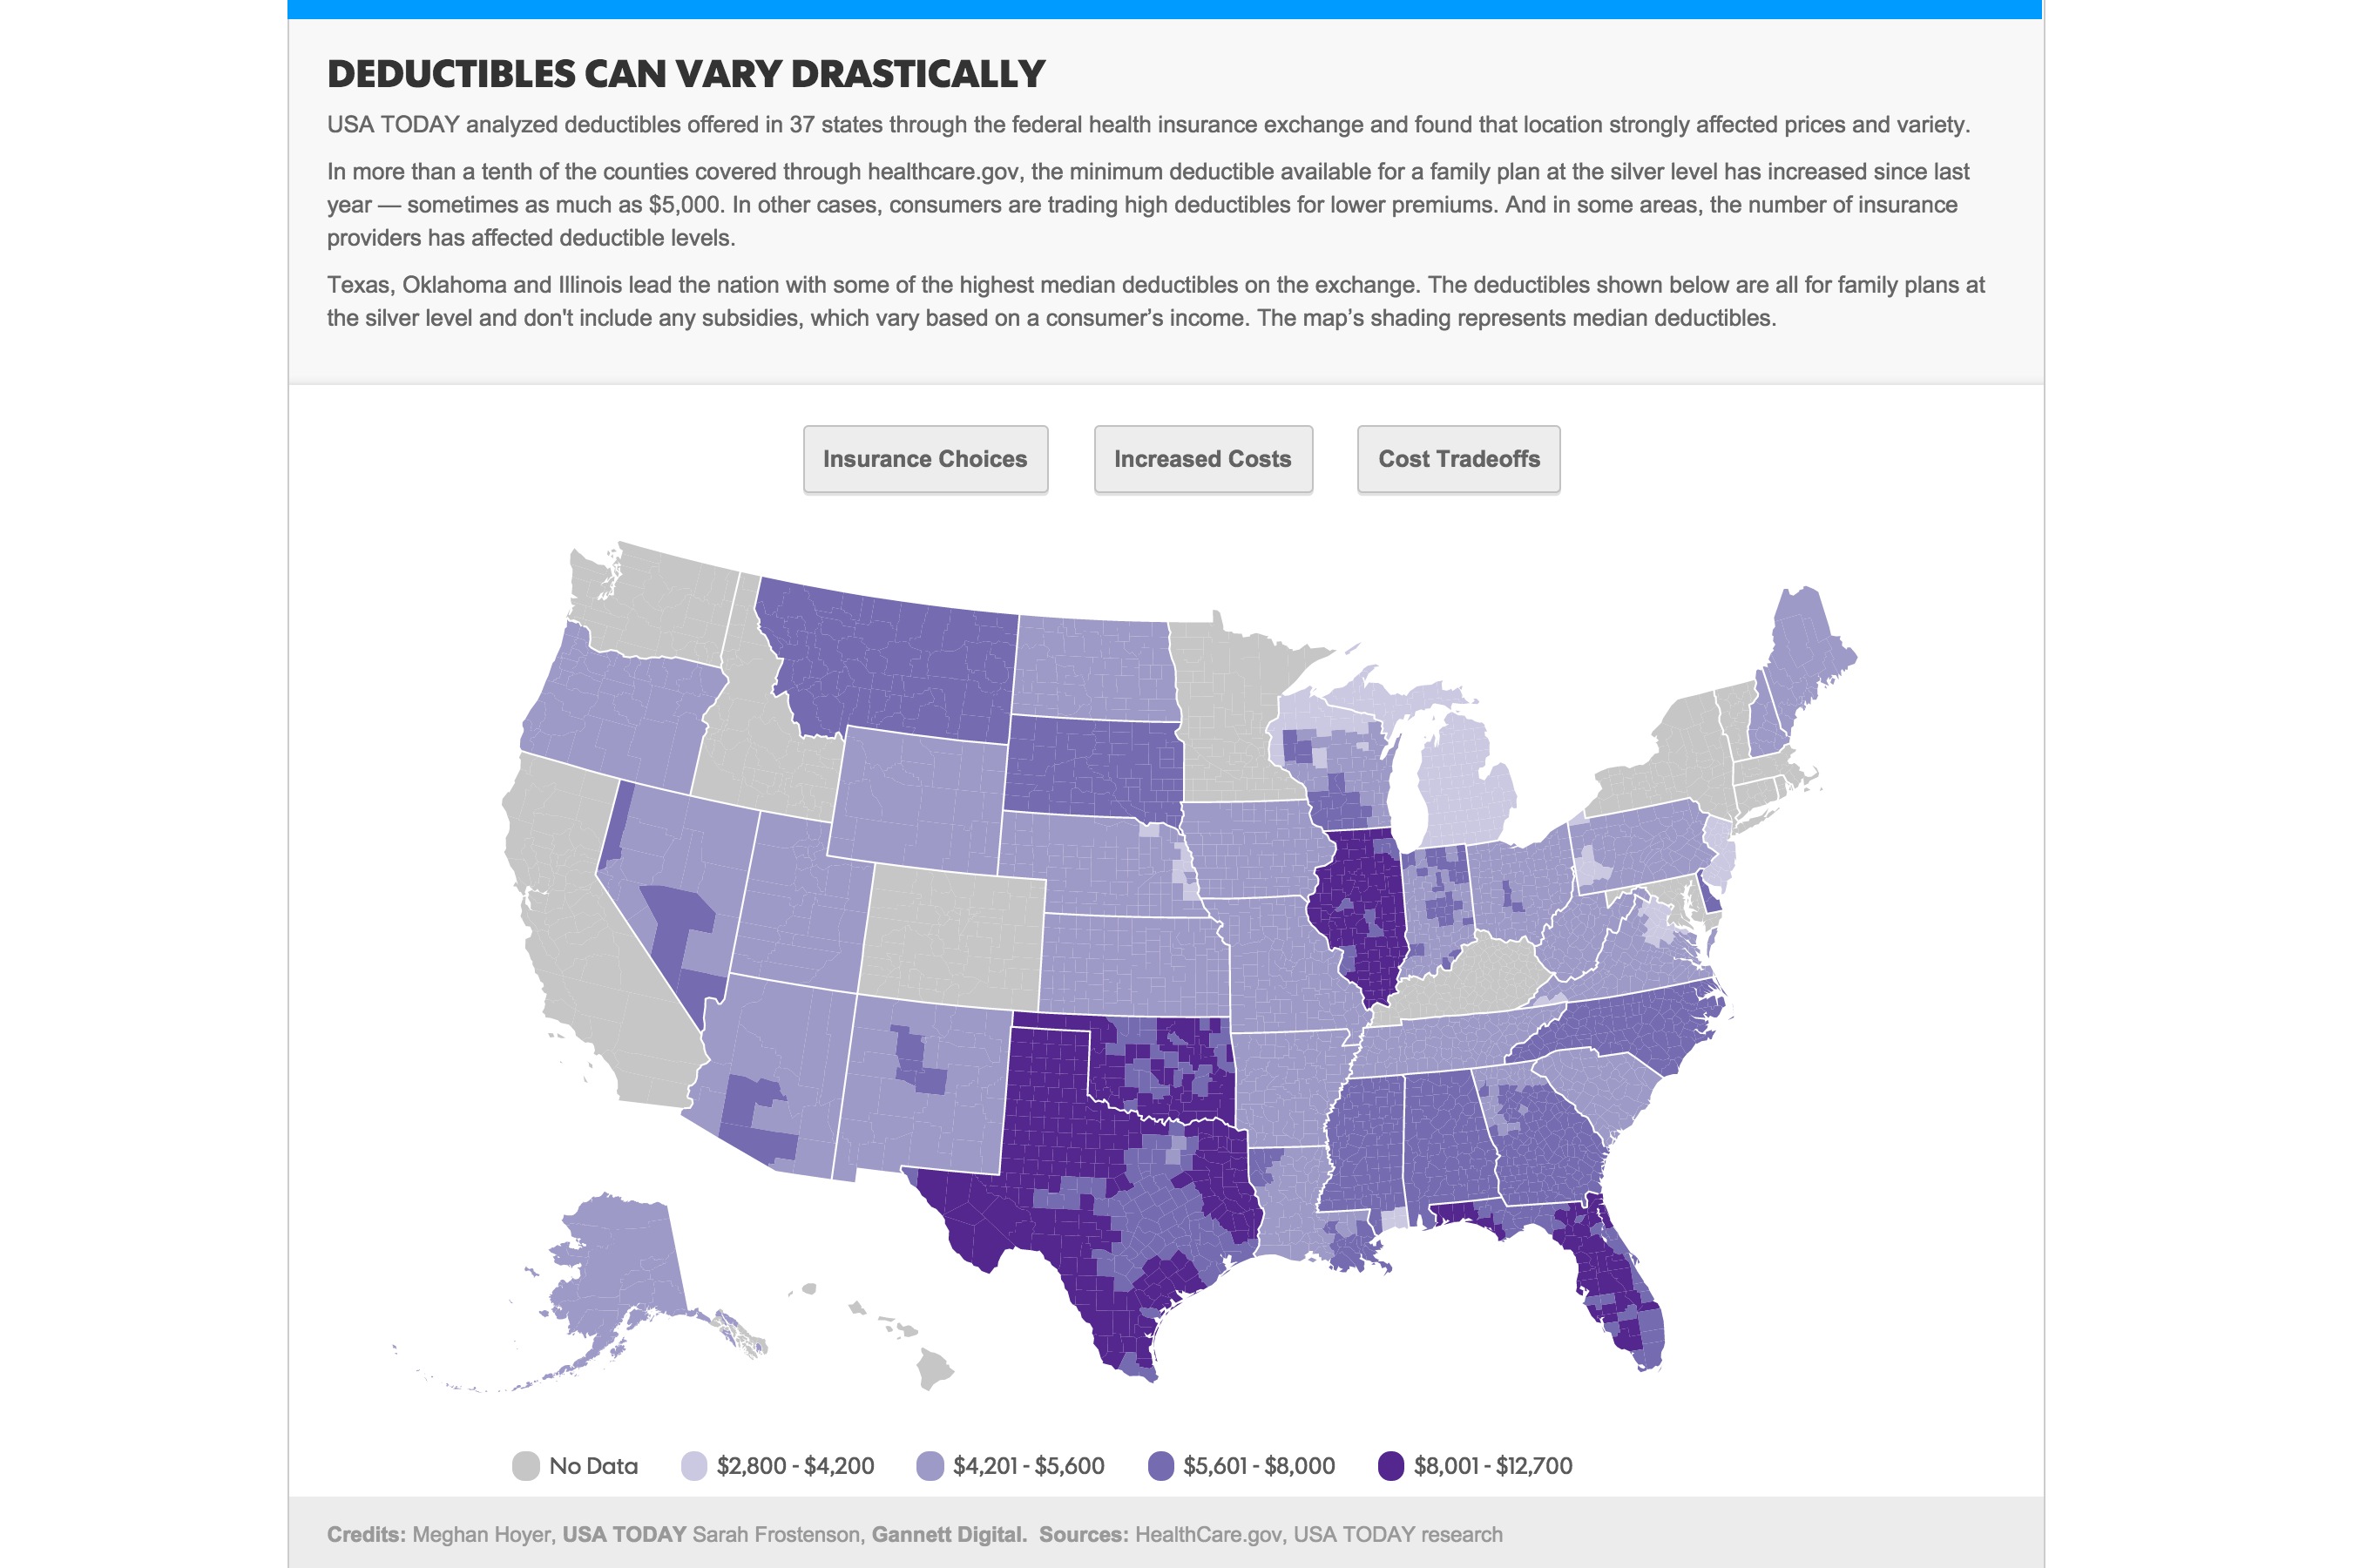 DEDUCTIBLES CAN VARY DRASTICALLY
USA TODAY analyzed deductibles offered in 37 states through the federal health insurance exchange and found that location strongly affected prices and variety.
In more than a tenth of the counties covered through healthcare.gov, the minimum deductible available for a family plan at the silver level has increased since last
year — sometimes as much as $5,000. In other cases, consumers are trading high deductibles for lower premiums. And in some areas, the number of insurance
providers has affected deductible levels.
Texas, Oklahoma and Illinois lead the nation with some of the highest median deductibles on the exchange. The deductibles shown below are all for family plans at
the silver level and don't include any subsidies, which vary based on a consumer’s income. The map’s shading represents median deductibles.
Insurance Choices
Increased Costs
Cost Tradeoffs
No Data
$2,800 - $4,200
$4,201 - $5,600
$5,601 - $8,000
$8,001 - $12,700
Credits: Meghan Hoyer, USA TODAY Sarah Frostenson, Gannett Digital. Sources: HealthCare.gov, USA TODAY research